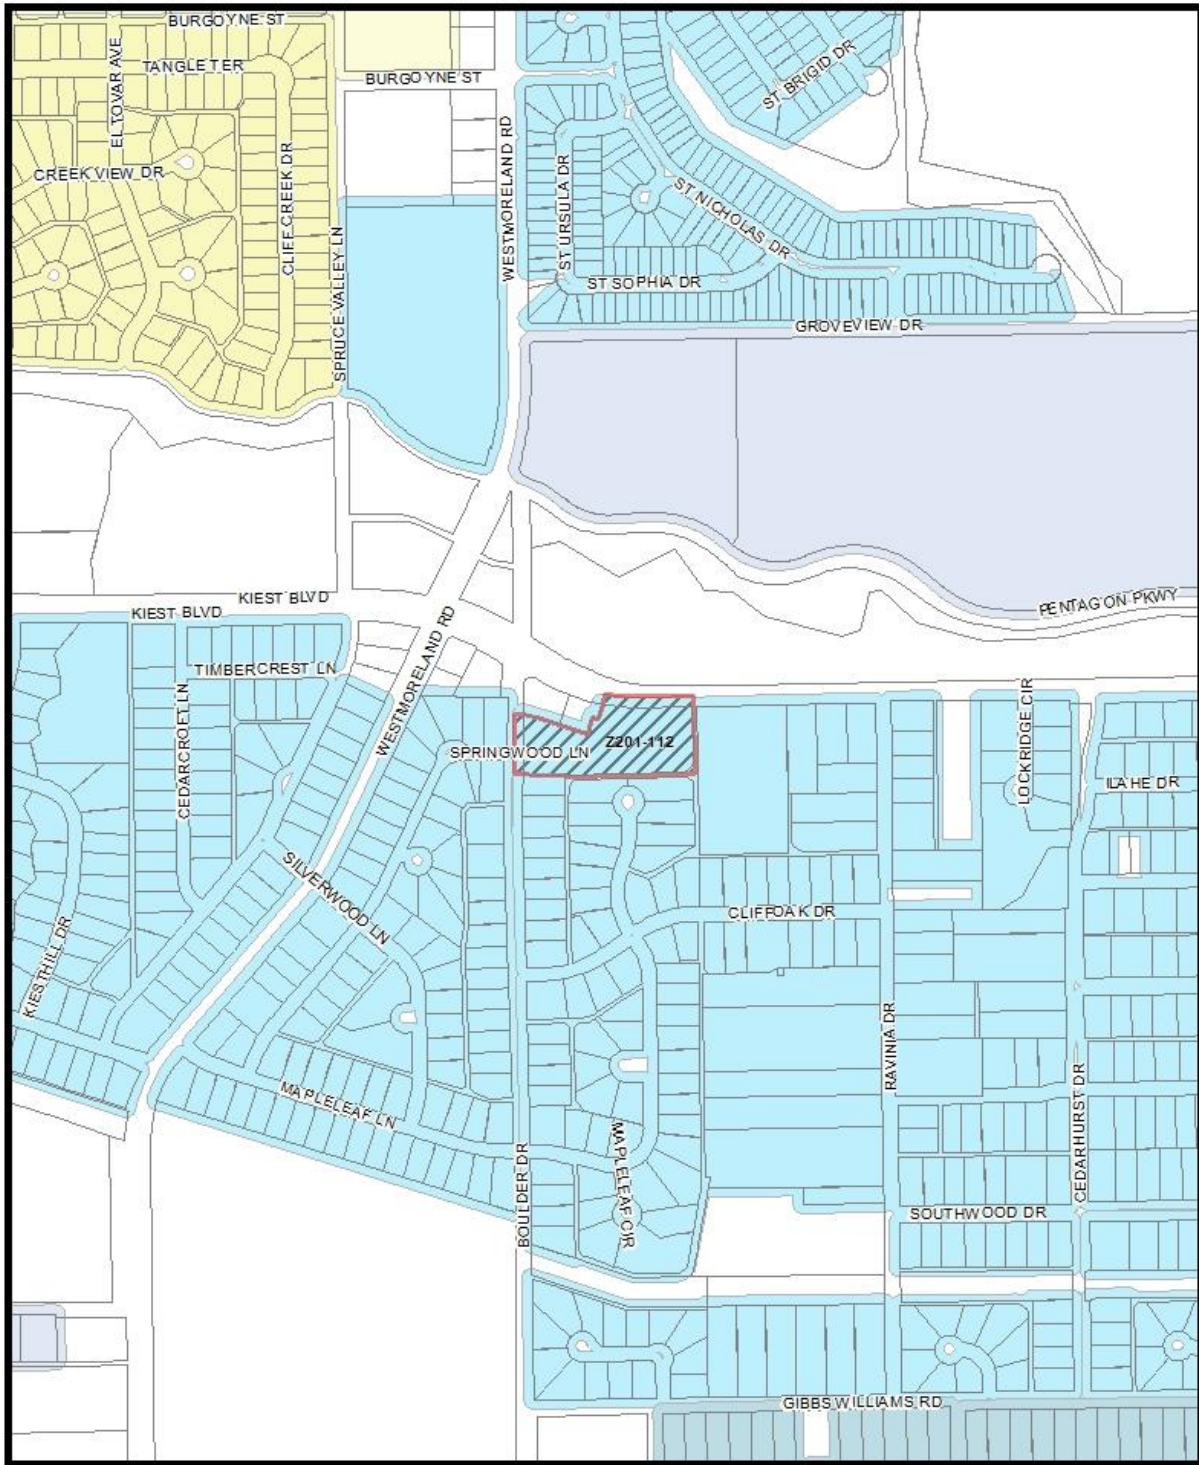 BURGOYNE ST
TANGLE TER
BURGOYNE ST
EL TOVAR AVE
CREEK VIEW DR
CLIFF CREEK DR
SPRUCE VALLEY LN
WESTMORELAND RD
ST URSULA DR
ST BRIGID DR
ST NICHOLAS DR
ST SOPHIA DR
GROVEVIEW DR
PENTAGON PKWY
KIEST BLVD
KIEST BLVD
TIMBERCREST LN
CEDARCROFT LN
WESTMORELAND RD
SPRINGWOOD LN
Z201-112
LOCKRIDGE CIR
ILAHE DR
SILVERWOOD LN
CLIFFOAK DR
KIESTHILL DR
RAVINIA DR
MAPLELEAF LN
MAPLELEAF CIR
BOULDER DR
CEDARHURST DR
SOUTHWOOD DR
GIBBS WILLIAMS RD